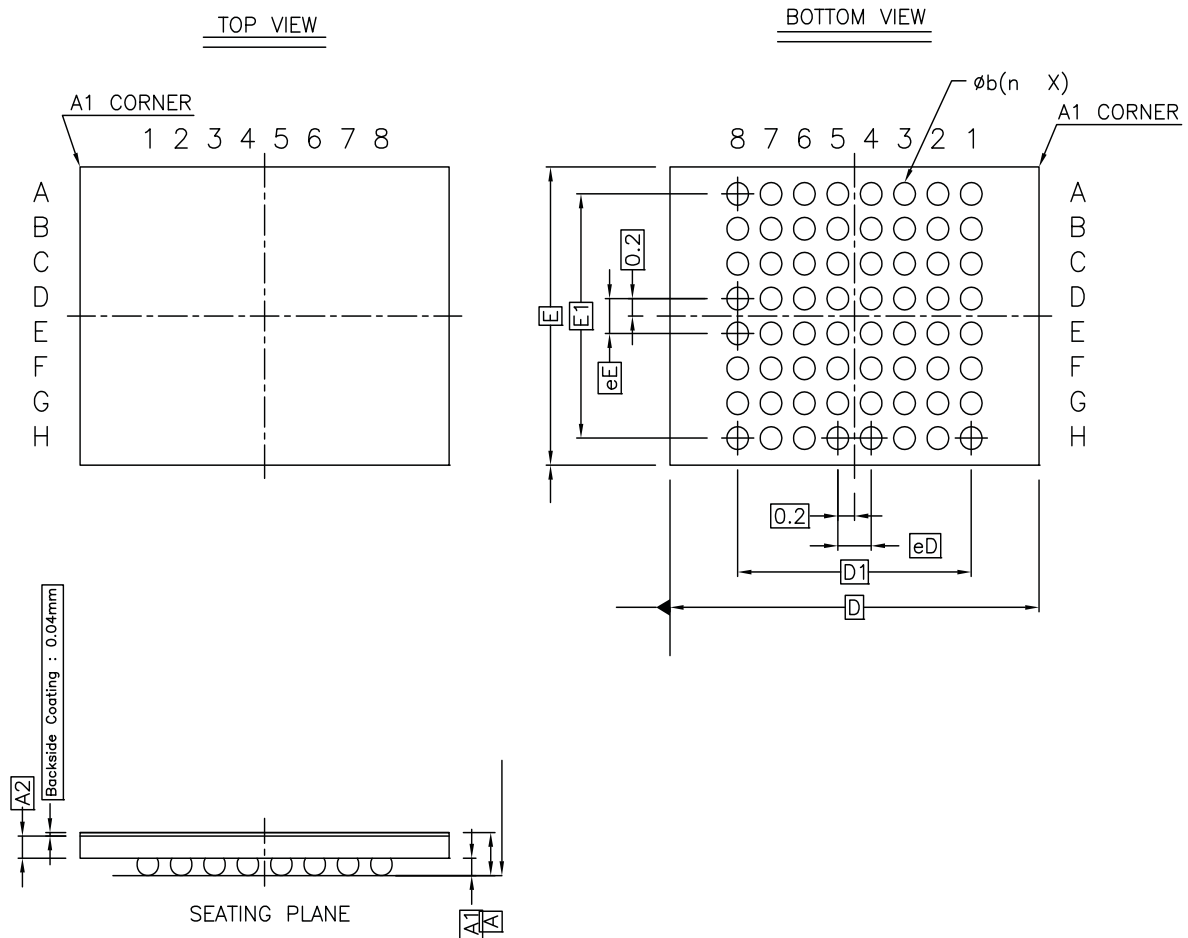 TOP VIEW
BOTTOM VIEW
A1 CORNER
1 2 3 4 5 6 7 8
A
B
C
D
E
F
G
H
øb(n X)
A1 CORNER
8 7 6 5 4 3 2 1
A
B
C
D
E
F
G
H
0.2
E
E1
eE
0.2
eD
D1
D
Backside Coating : 0.04mm
A2
A1
A
SEATING PLANE